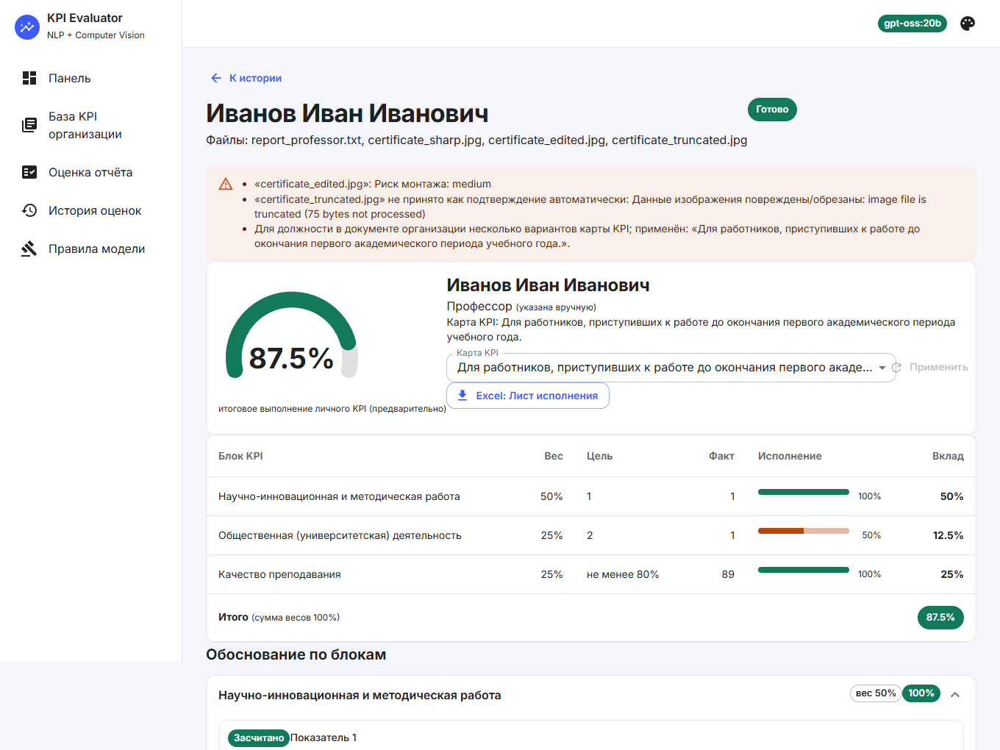 KPI Evaluator
NLP + Computer Vision
gpt-oss:20b
Панель
База KPI
организации
Оценка отчёта
История оценок
Правила модели
К истории
Иванов Иван Иванович
Готово
Файлы: report_professor.txt, certificate_sharp.jpg, certificate_edited.jpg, certificate_truncated.jpg
«certificate_edited.jpg»: Риск монтажа: medium
«certificate_truncated.jpg» не принято как подтверждение автоматически: Данные изображения повреждены/обрезаны: image file is
truncated (75 bytes not processed)
Для должности в документе организации несколько вариантов карты KPI; применён: «Для работников, приступивших к работе до
окончания первого академического периода учебного года.».
87.5%
итоговое выполнение личного KPI (предварительно)
Иванов Иван Иванович
Профессор (указана вручную)
Карта KPI: Для работников, приступивших к работе до окончания первого академического периода
учебного года.
Карта KPI
Для работников, приступивших к работе до окончания первого акаде...
Применить
Excel: Лист исполнения
Блок KPI Вес Цель Факт Исполнение Вклад
Научно-инновационная и методическая работа 50% 1 1 100% 50%
Общественная (университетская) деятельность 25% 2 1 50% 12.5%
Качество преподавания 25% не менее 80% 89 100% 25%
Итого (сумма весов 100%) 87.5%
Обоснование по блокам
Научно-инновационная и методическая работа вес 50% 100%
Засчитано Показатель 1